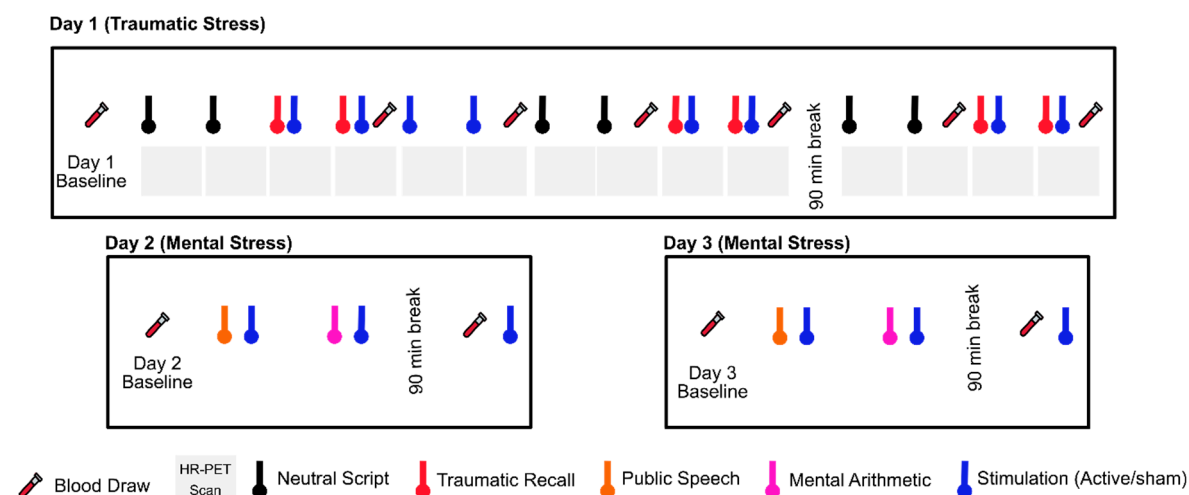 Day 1 (Traumatic Stress)
Day 1
Baseline
90 min break
Day 2 (Mental Stress)
Day 2
Baseline
90 min break
Day 3 (Mental Stress)
Day 3
Baseline
90 min break
Blood Draw
HR-PET
Scan
Neutral Script
Traumatic Recall
Public Speech
Mental Arithmetic
Stimulation (Active/sham)